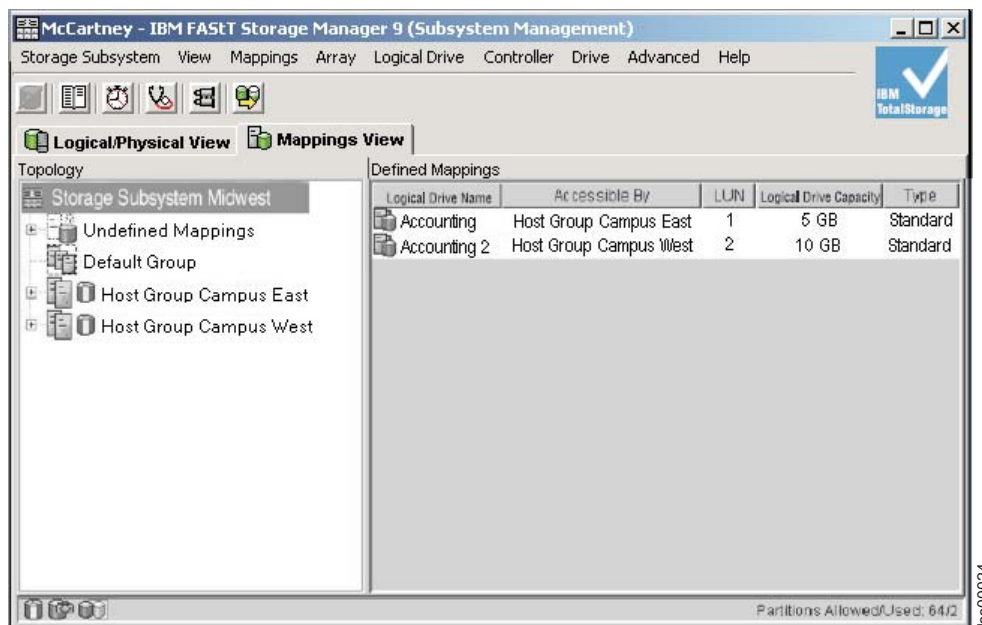 McCartney - IBM FAStT Storage Manager 9 (Subsystem Management)
Storage Subsystem View Mappings Array Logical Drive Controller Drive Advanced Help
IBM
TotalStorage
Logical/Physical View Mappings View
Topology Defined Mappings
Storage Subsystem Midwest
Undefined Mappings
Default Group
Host Group Campus East
Host Group Campus West
Logical Drive Name Accessible By LUN Logical Drive Capacity Type
Accounting Host Group Campus East 1 5 GB Standard
Accounting 2 Host Group Campus West 2 10 GB Standard
Partitions Allowed/Used: 64/2